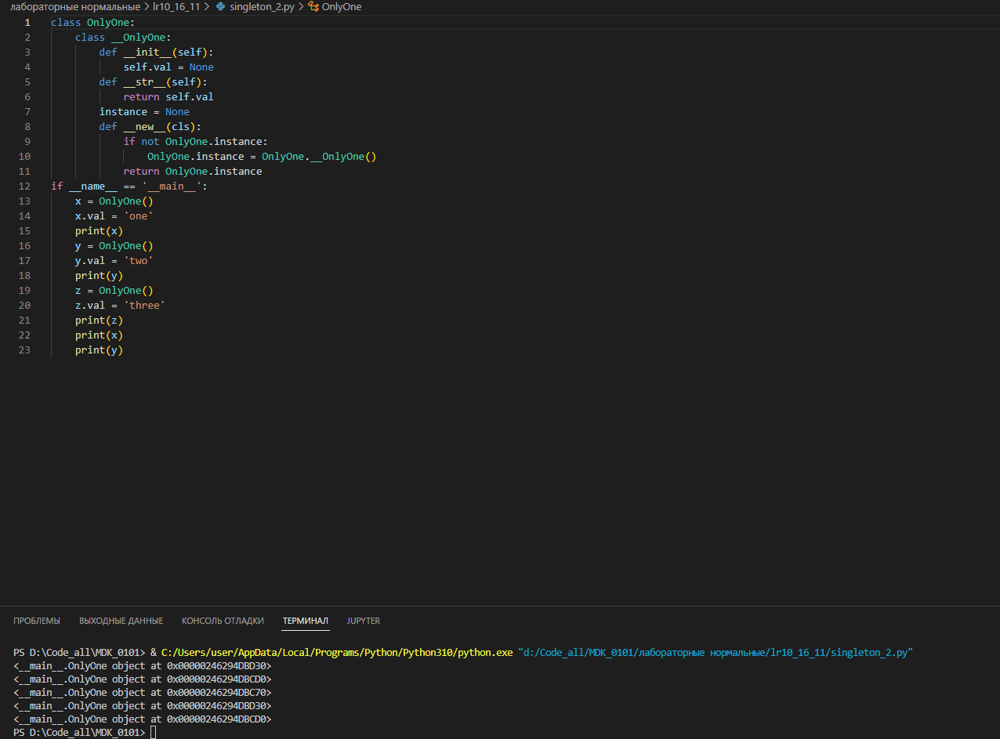 лабораторные нормальные > lr10_16_11 > singleton_2.py > OnlyOne
1 class OnlyOne:
2     class __OnlyOne:
3         def __init__(self):
4             self.val = None
5         def __str__(self):
6             return self.val
7         instance = None
8         def __new__(cls):
9             if not OnlyOne.instance:
10                 OnlyOne.instance = OnlyOne.__OnlyOne()
11             return OnlyOne.instance
12 if __name__ == '__main__':
13     x = OnlyOne()
14     x.val = 'one'
15     print(x)
16     y = OnlyOne()
17     y.val = 'two'
18     print(y)
19     z = OnlyOne()
20     z.val = 'three'
21     print(z)
22     print(x)
23     print(y)
ПРОБЛЕМЫ ВЫХОДНЫЕ ДАННЫЕ КОНСОЛЬ ОТЛАДКИ ТЕРМИНАЛ JUPYTER
PS D:\Code_all\MDK_0101> & C:/Users/user/AppData/Local/Programs/Python/Python310/python.exe "d:/Code_all/MDK_0101/лабораторные нормальные/lr10_16_11/singleton_2.py"
<__main__.OnlyOne object at 0x00000246294DBD30>
<__main__.OnlyOne object at 0x00000246294DBCD0>
<__main__.OnlyOne object at 0x00000246294DBC70>
<__main__.OnlyOne object at 0x00000246294DBD30>
<__main__.OnlyOne object at 0x00000246294DBCD0>
PS D:\Code_all\MDK_0101>